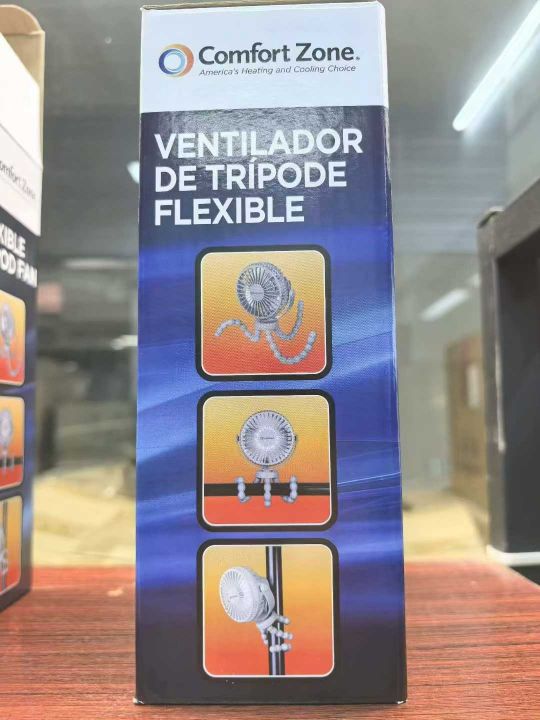 Comfort Zone®
America's Heating and Cooling Choice
VENTILADOR
DE TRÍPODE
FLEXIBLE